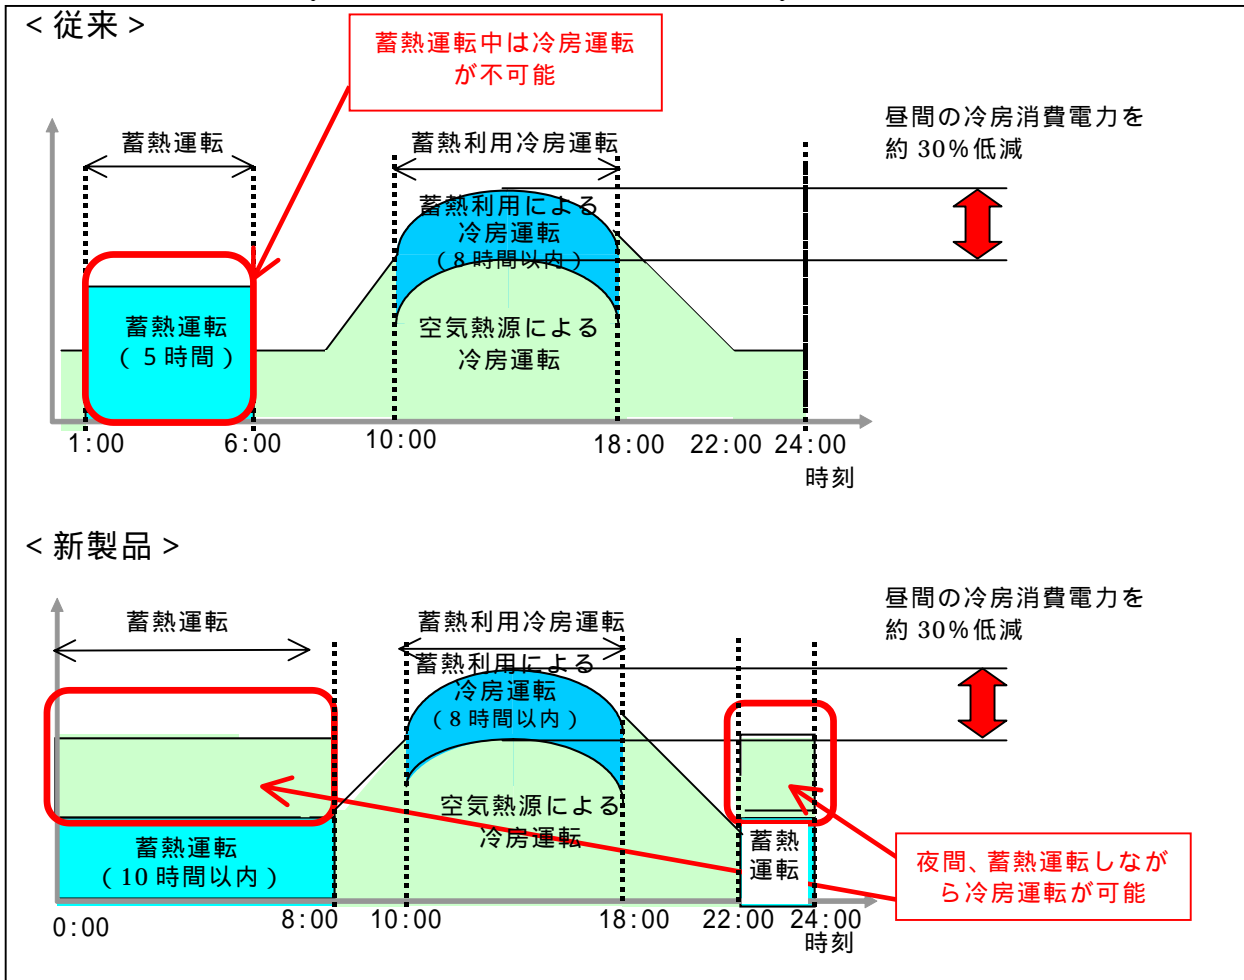 ＜従来＞
蓄熱運転中は冷房運転
が不可能
昼間の冷房消費電力を
約30％低減
蓄熱運転
蓄熱利用冷房運転
蓄熱利用による
冷房運転
（8時間以内）
蓄熱運転
（5時間）
空気熱源による
冷房運転
1:00
6:00
10:00
18:00
22:00
24:00
時刻
＜新製品＞
昼間の冷房消費電力を
約30％低減
蓄熱運転
蓄熱利用冷房運転
蓄熱利用による
冷房運転
（8時間以内）
空気熱源による
冷房運転
蓄熱運転
（10時間以内）
蓄熱
運転
夜間、蓄熱運転しなが
ら冷房運転が可能
0:00
8:00
10:00
18:00
22:00
24:00
時刻